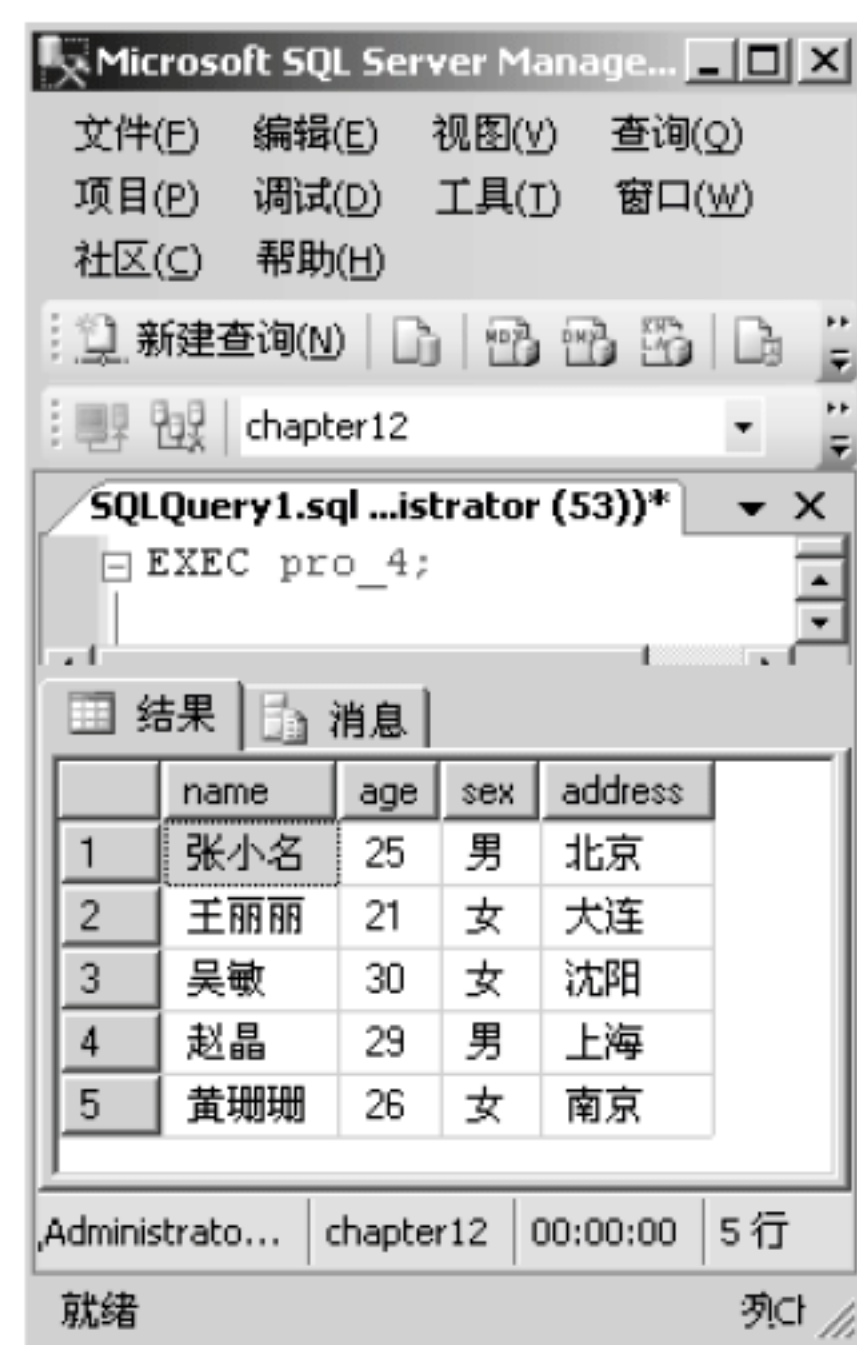 Microsoft SQL Server Manage...
文件(F) 编辑(E) 视图(V) 查询(Q)
项目(P) 调试(D) 工具(T) 窗口(W)
社区(C) 帮助(H)
新建查询(N)
chapter12
SQLQuery1.sql ...istrator (53))*
EXEC pro_4;
结果 消息
name age sex address
1 张小名 25 男 北京
2 王丽丽 21 女 大连
3 吴敏 30 女 沈阳
4 赵晶 29 男 上海
5 黄珊珊 26 女 南京
Administrato... chapter12 00:00:00 5 行
就绪